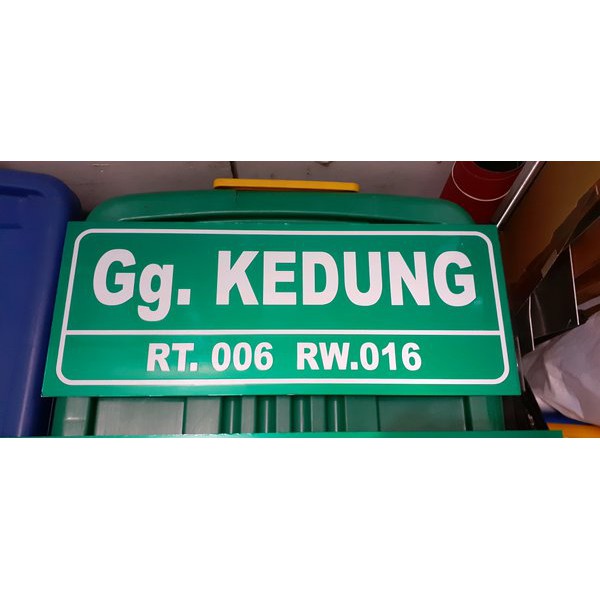 Gg. KEDUNG
RT. 006 RW.016